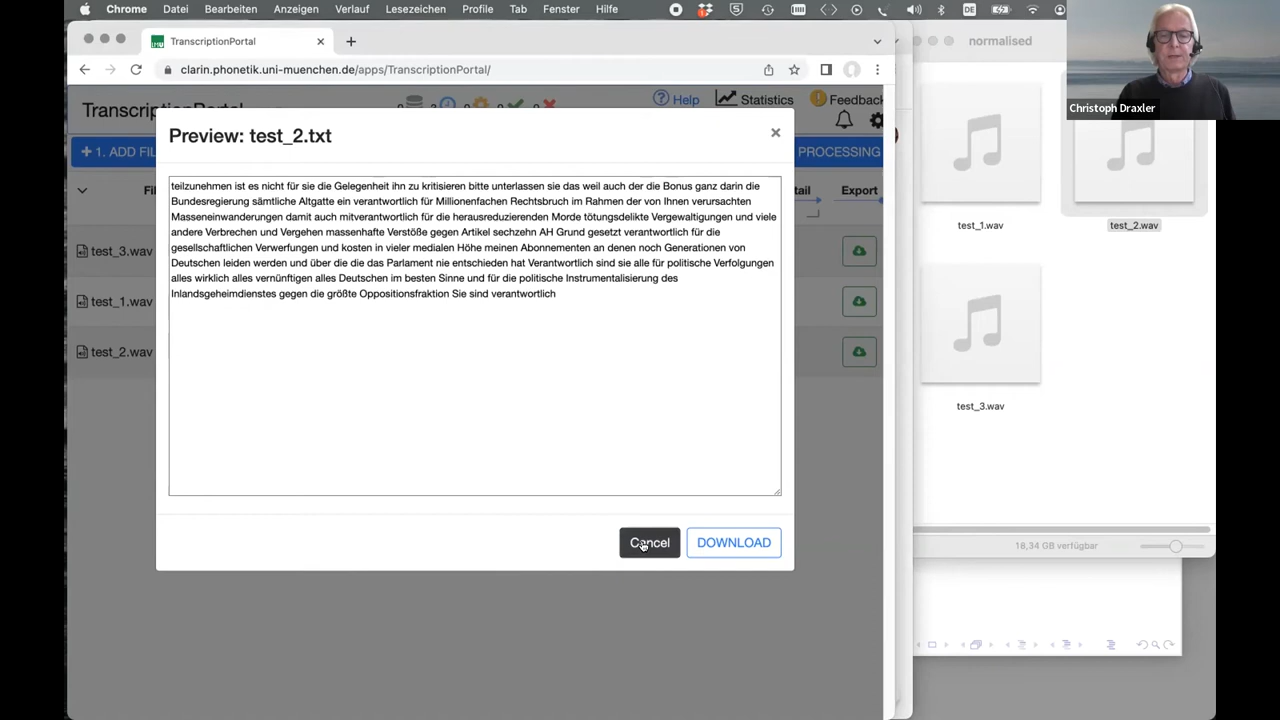 Chrome Datei Bearbeiten Anzeigen Verlauf Lesezeichen Profile Tab Fenster Hilfe DE
TranscriptionPortal
normalised
clarin.phonetik.uni-muenchen.de/apps/TranscriptionPortal/
Christoph Draxler
TranscriptionPortal Help Statistics Feedback
Preview: test_2.txt
+ 1. ADD FIL PROCESSING
teilzunehmen ist es nicht für sie die Gelegenheit ihn zu kritisieren bitte unterlassen sie das weil auch der die Bonus ganz darin die
Bundesregierung sämtliche Altgatte ein verantwortlich für Millionenfachen Rechtsbruch im Rahmen der von Ihnen verursachten
Masseneinwanderungen damit auch mitverantwortlich für die herausreduzierenden Morde tötungsdelikte Vergewaltigungen und viele
andere Verbrechen und Vergehen massenhafte Verstöße gegen Artikel sechzehn AH Grund gesetzt verantwortlich für die
gesellschaftlichen Verwerfungen und kosten in vieler medialen Höhe meinen Abonnementen an denen noch Generationen von
Deutschen leiden werden und über die die das Parlament nie entschieden hat Verantwortlich sind sie alle für politische Verfolgungen
alles wirklich alles vernünftigen alles Deutschen im besten Sinne und für die politische Instrumentalisierung des
Inlandsgeheimdienstes gegen die größte Oppositionsfraktion Sie sind verantwortlich
Fi tail Export
test_3.wav
test_1.wav
test_2.wav
Cancel DOWNLOAD
test_1.wav test_2.wav
test_3.wav
16,34 GB verfügbar